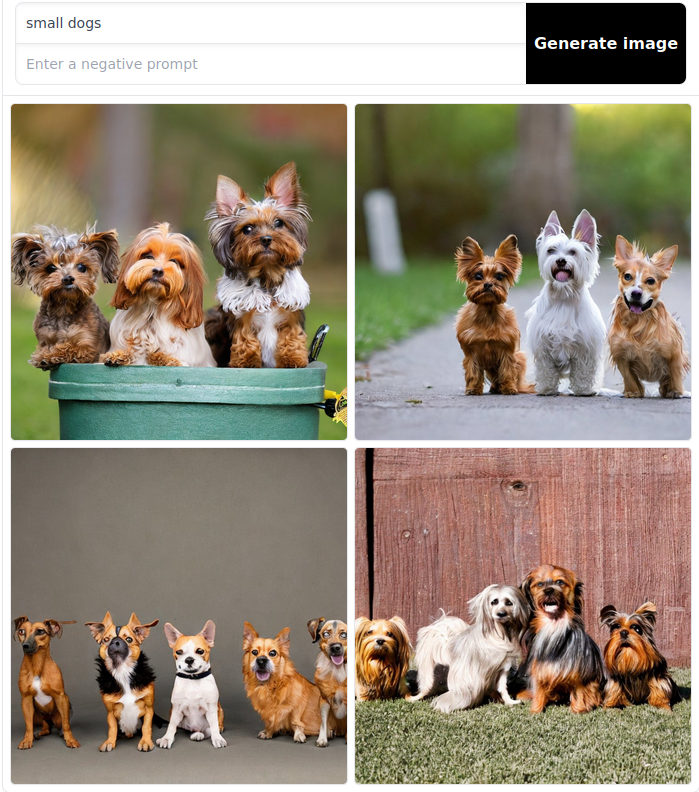 small dogs
Generate image
Enter a negative prompt